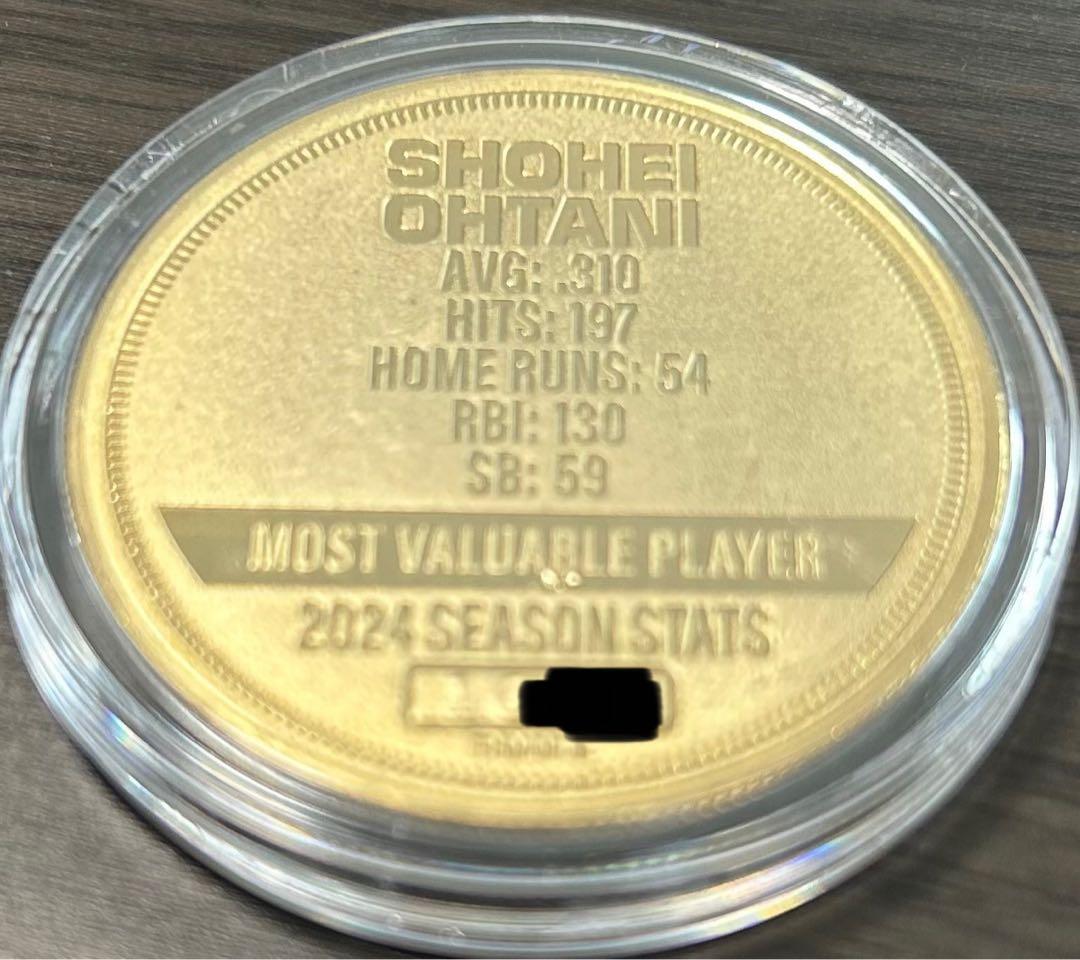 SHOHEI
OHTANI
AVG: .310
HITS: 197
HOME RUNS: 54
RBI: 130
SB: 59
MOST VALUABLE PLAYER
2024 SEASON STATS